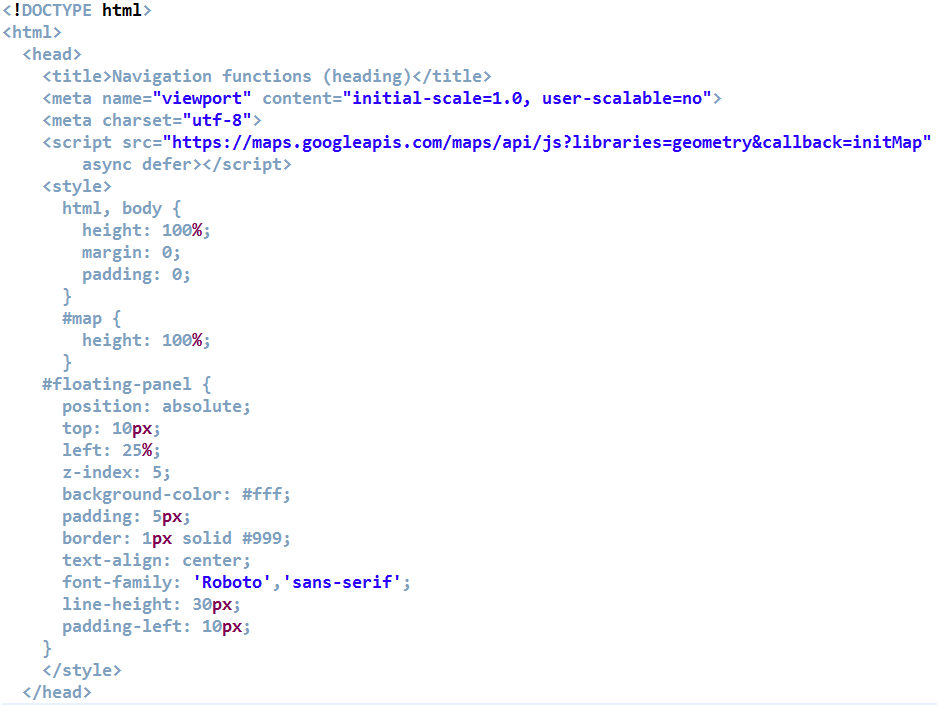 <!DOCTYPE html>
<html>
  <head>
    <title>Navigation functions (heading)</title>
    <meta name="viewport" content="initial-scale=1.0, user-scalable=no">
    <meta charset="utf-8">
    <script src="https://maps.googleapis.com/maps/api/js?libraries=geometry&callback=initMap"
        async defer></script>
    <style>
      html, body {
        height: 100%;
        margin: 0;
        padding: 0;
      }
      #map {
        height: 100%;
      }
    #floating-panel {
      position: absolute;
      top: 10px;
      left: 25%;
      z-index: 5;
      background-color: #fff;
      padding: 5px;
      border: 1px solid #999;
      text-align: center;
      font-family: 'Roboto','sans-serif';
      line-height: 30px;
      padding-left: 10px;
    }
    </style>
  </head>